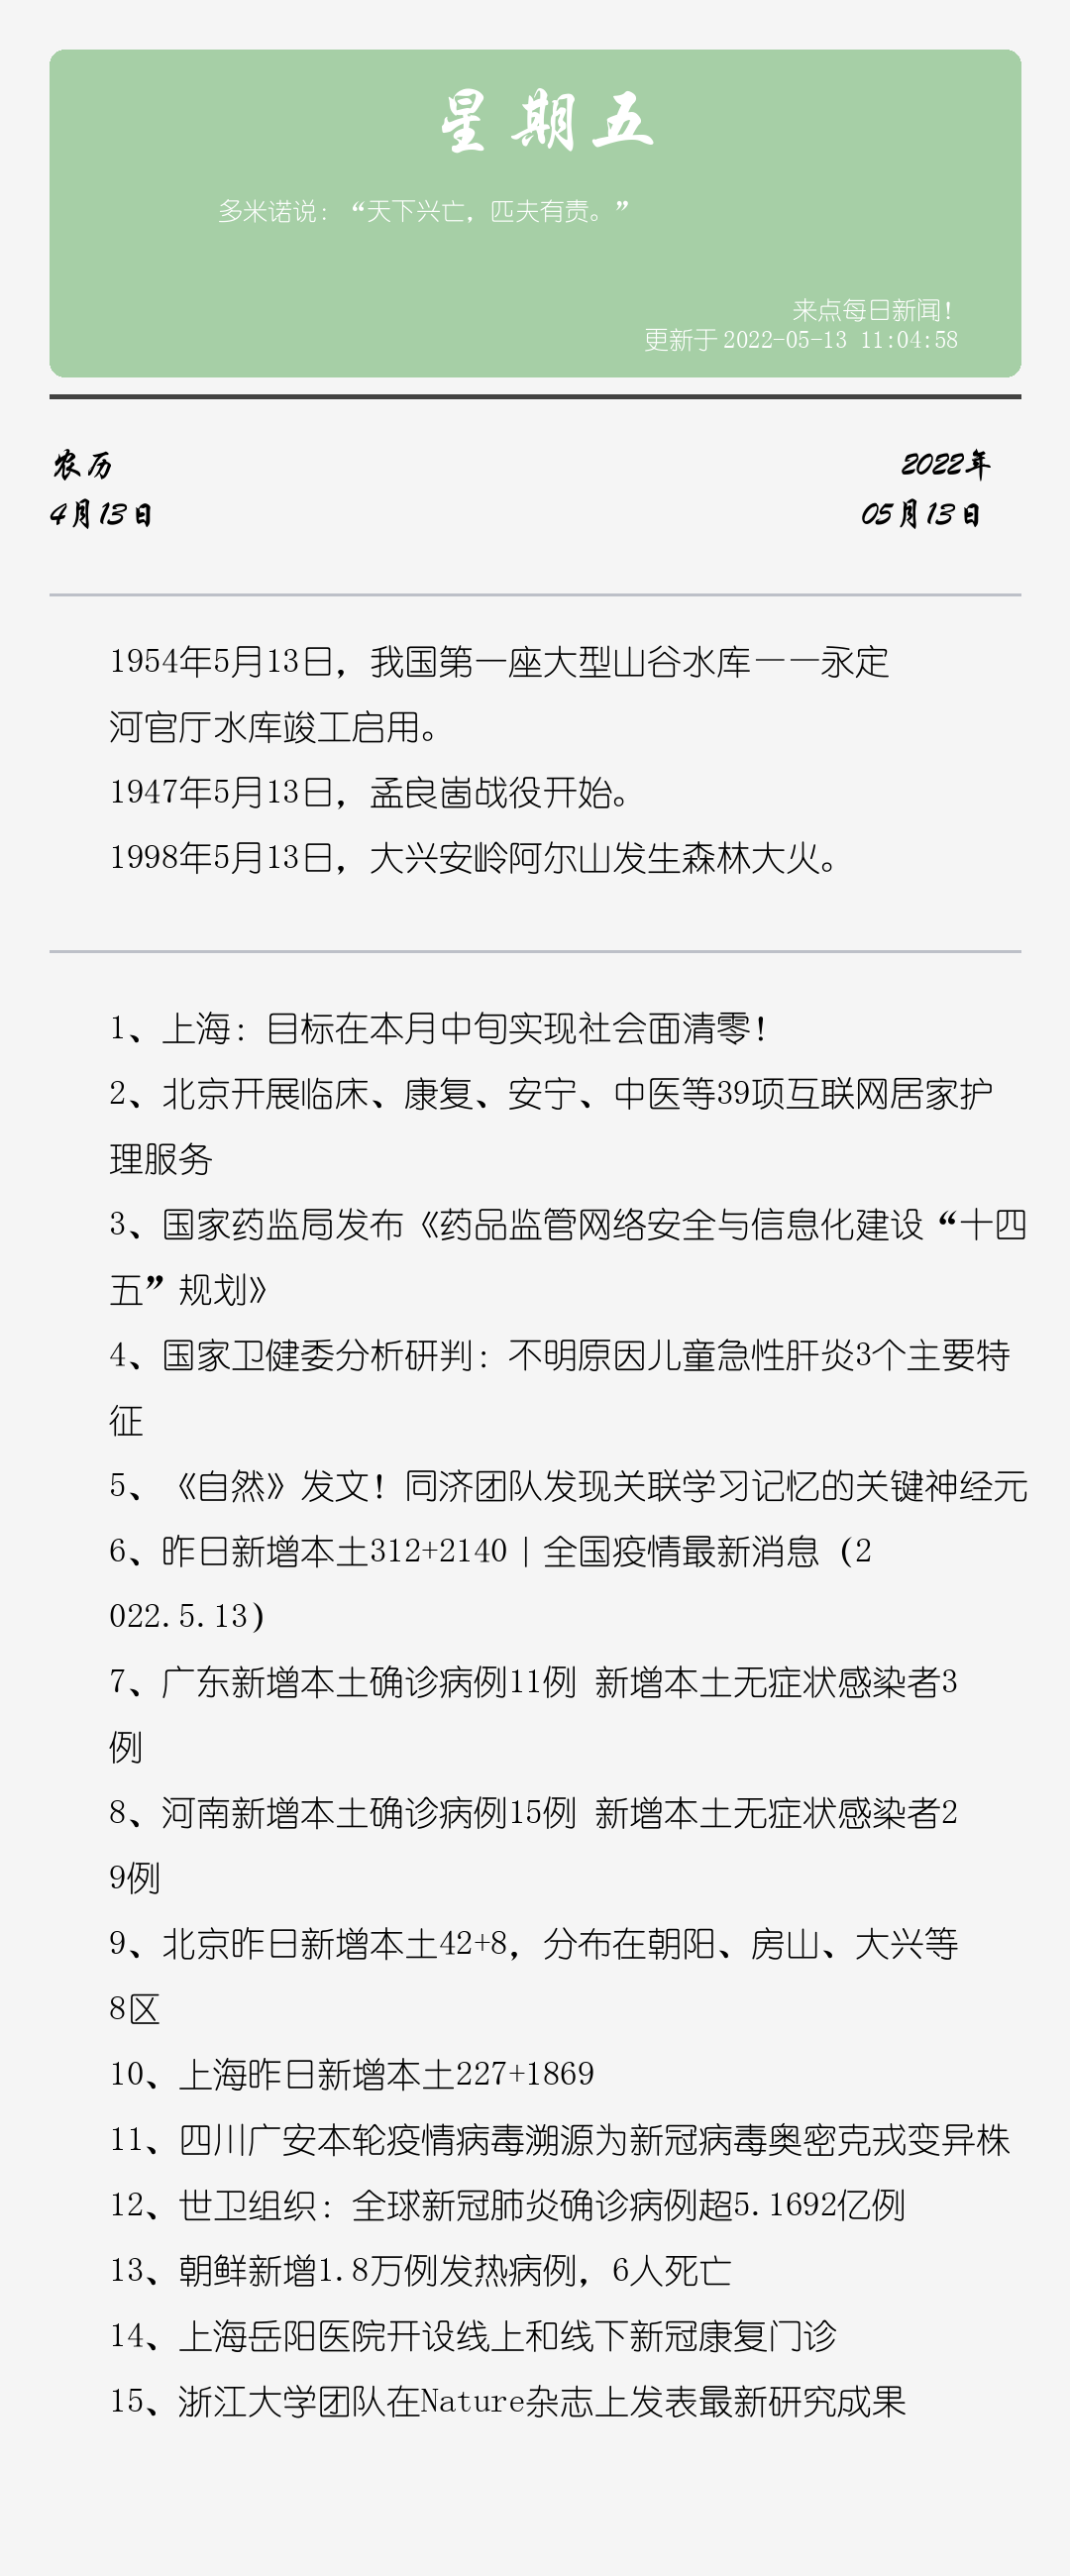 星期五
多米诺说：“天下兴亡，匹夫有责。”
来点每日新闻！
更新于 2022-05-13 11:04:58
农历
2022年
4月13日
05月13日
1954年5月13日，我国第一座大型山谷水库——永定
河官厅水库竣工启用。
1947年5月13日，孟良崮战役开始。
1998年5月13日，大兴安岭阿尔山发生森林大火。
1、上海：目标在本月中旬实现社会面清零！
2、北京开展临床、康复、安宁、中医等39项互联网居家护
理服务
3、国家药监局发布《药品监管网络安全与信息化建设“十四
五”规划》
4、国家卫健委分析研判：不明原因儿童急性肝炎3个主要特
征
5、《自然》发文！同济团队发现关联学习记忆的关键神经元
6、昨日新增本土312+2140丨全国疫情最新消息（2
022.5.13）
7、广东新增本土确诊病例11例 新增本土无症状感染者3
例
8、河南新增本土确诊病例15例 新增本土无症状感染者2
9例
9、北京昨日新增本土42+8，分布在朝阳、房山、大兴等
8区
10、上海昨日新增本土227+1869
11、四川广安本轮疫情病毒溯源为新冠病毒奥密克戎变异株
12、世卫组织：全球新冠肺炎确诊病例超5.1692亿例
13、朝鲜新增1.8万例发热病例，6人死亡
14、上海岳阳医院开设线上和线下新冠康复门诊
15、浙江大学团队在Nature杂志上发表最新研究成果